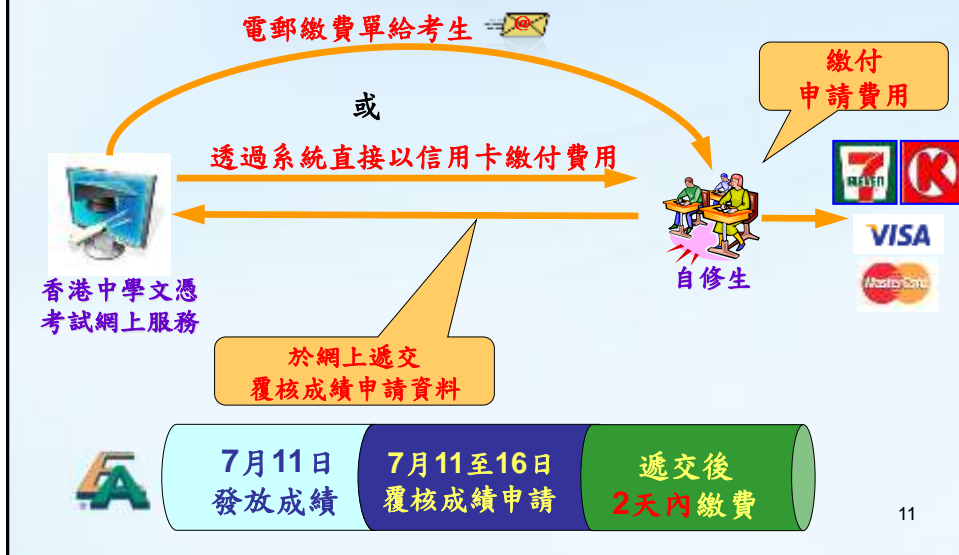 電郵繳費單給考生
繳付
申請費用
或
透過系統直接以信用卡繳付費用
7
ELEVEN
K
VISA
MasterCard
香港中學文憑
考試網上服務
自修生
於網上遞交
覆核成績申請資料
7月11日
發放成績
7月11至16日
覆核成績申請
遞交後
2天內繳費
11